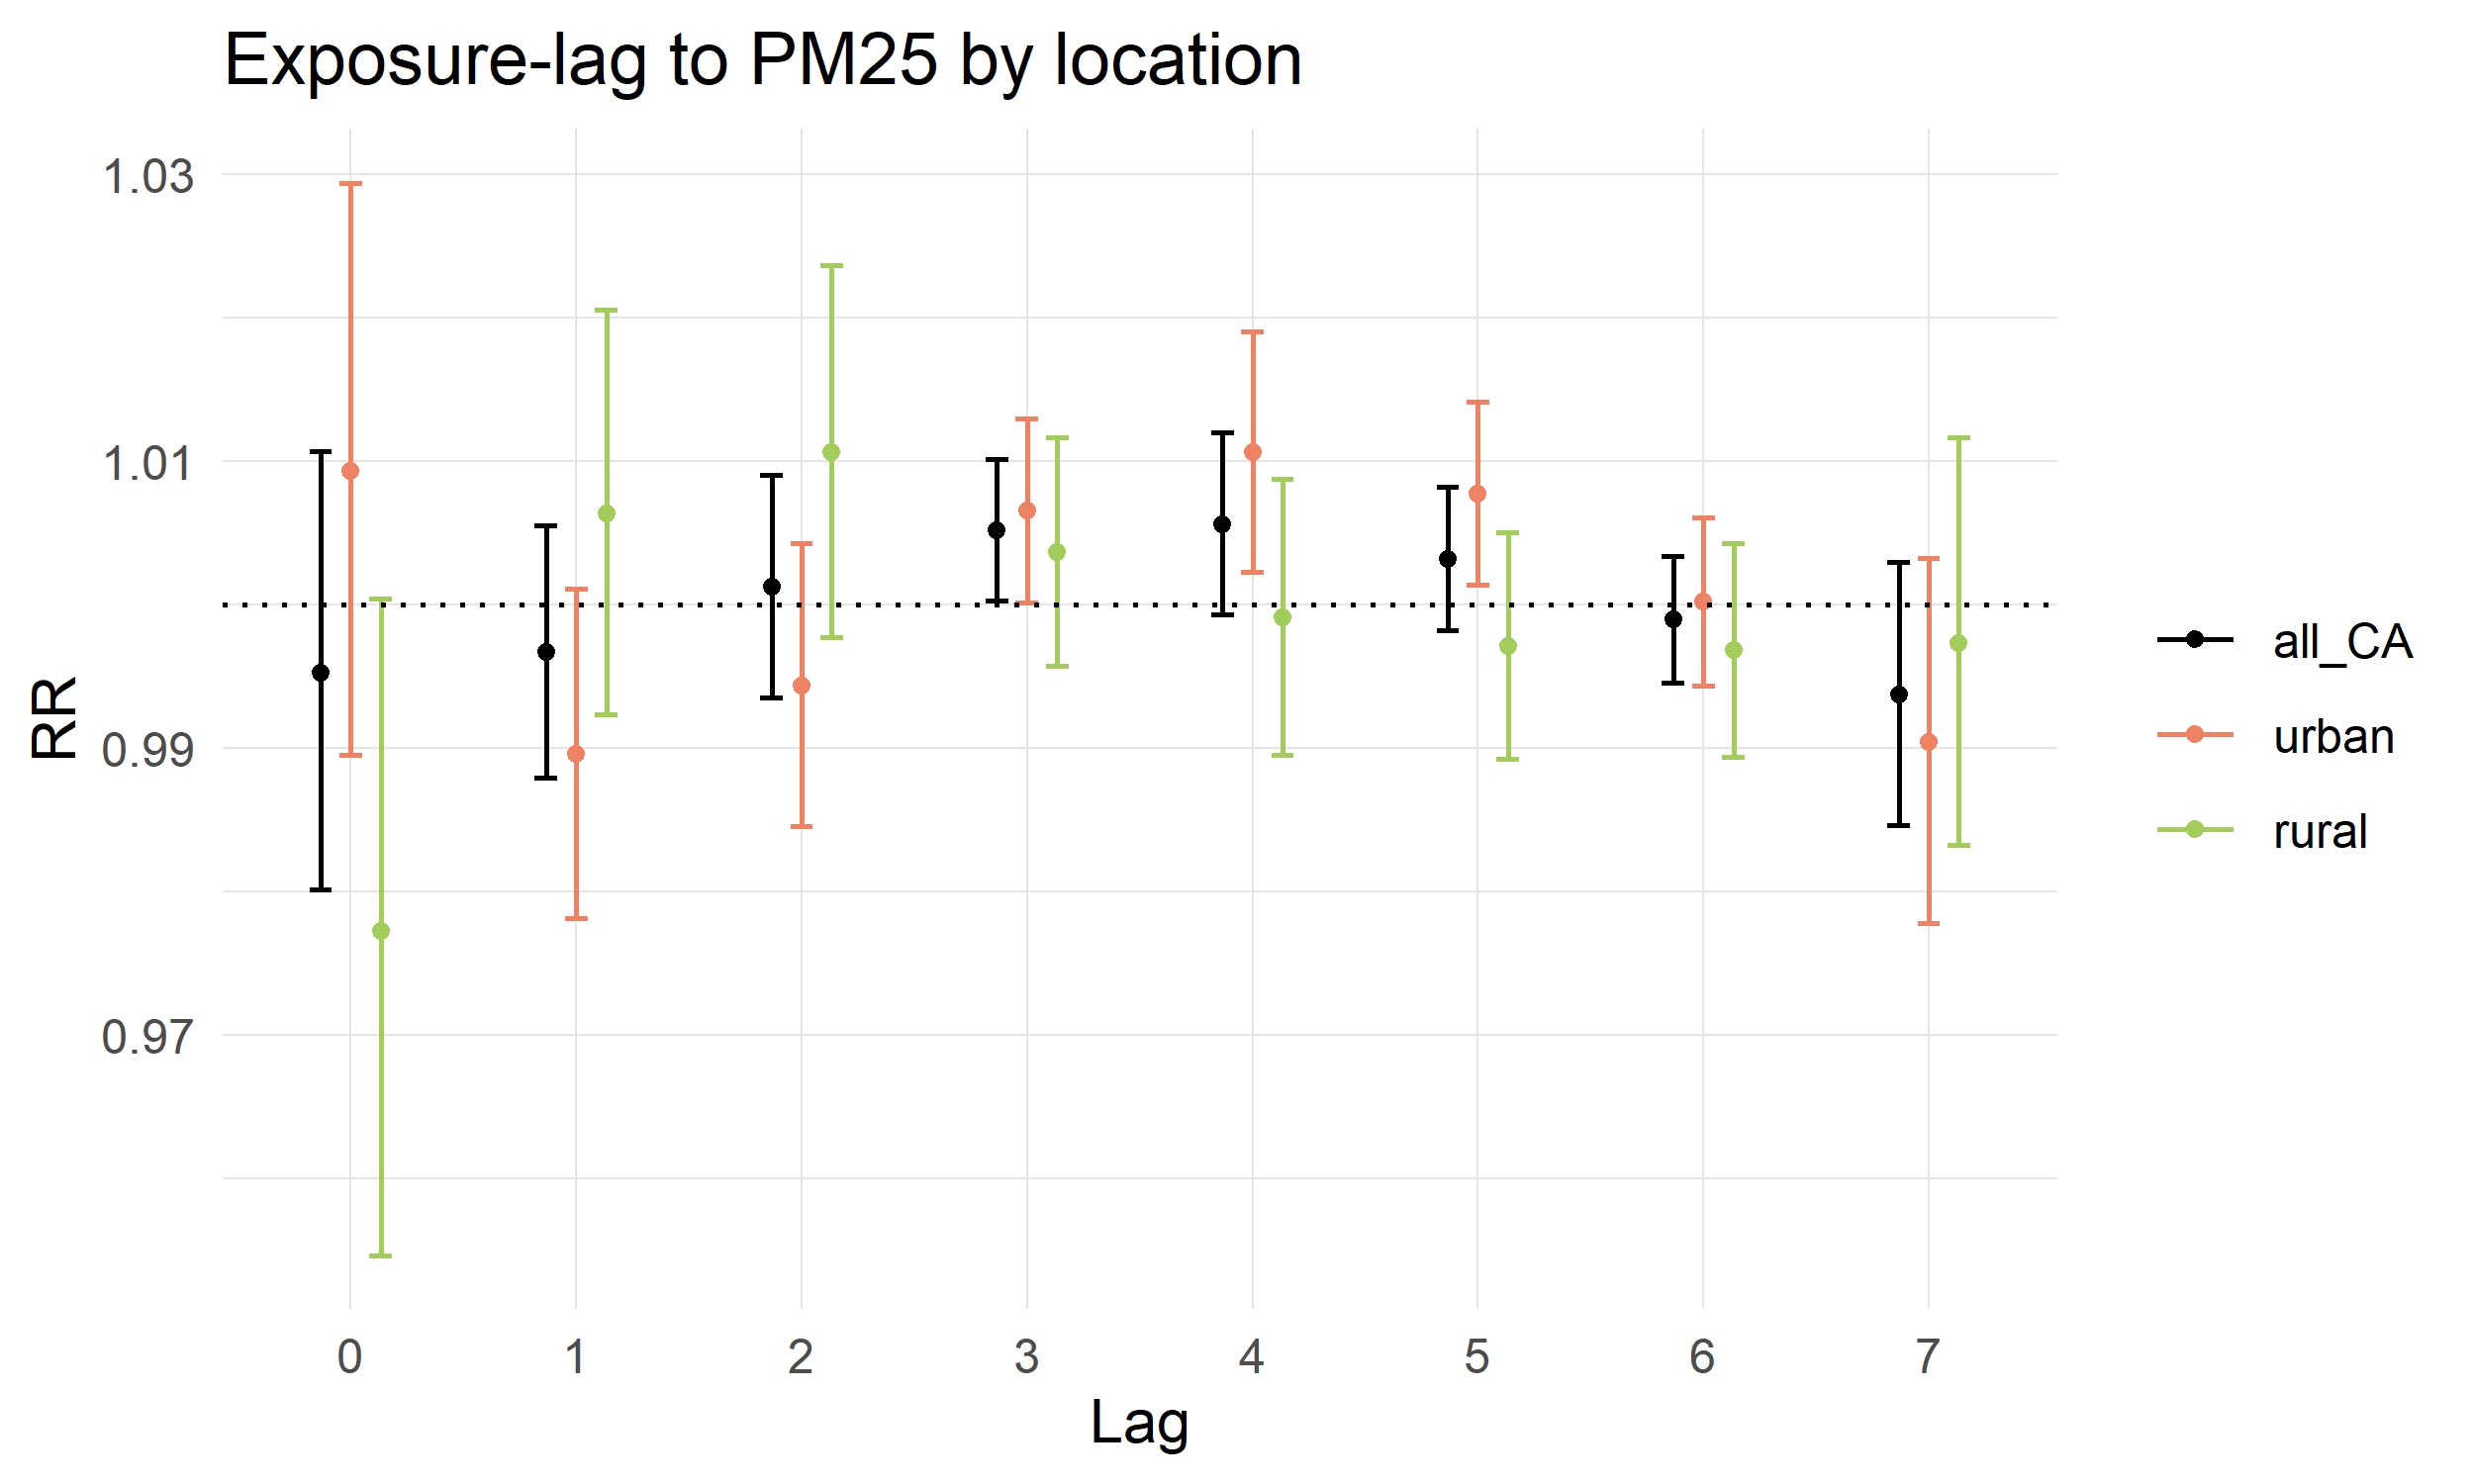 Exposure-lag to PM25 by location
1.03
1.01
0.99
0.97
RR
0 1 2 3 4 5 6 7
Lag
all_CA
urban
rural